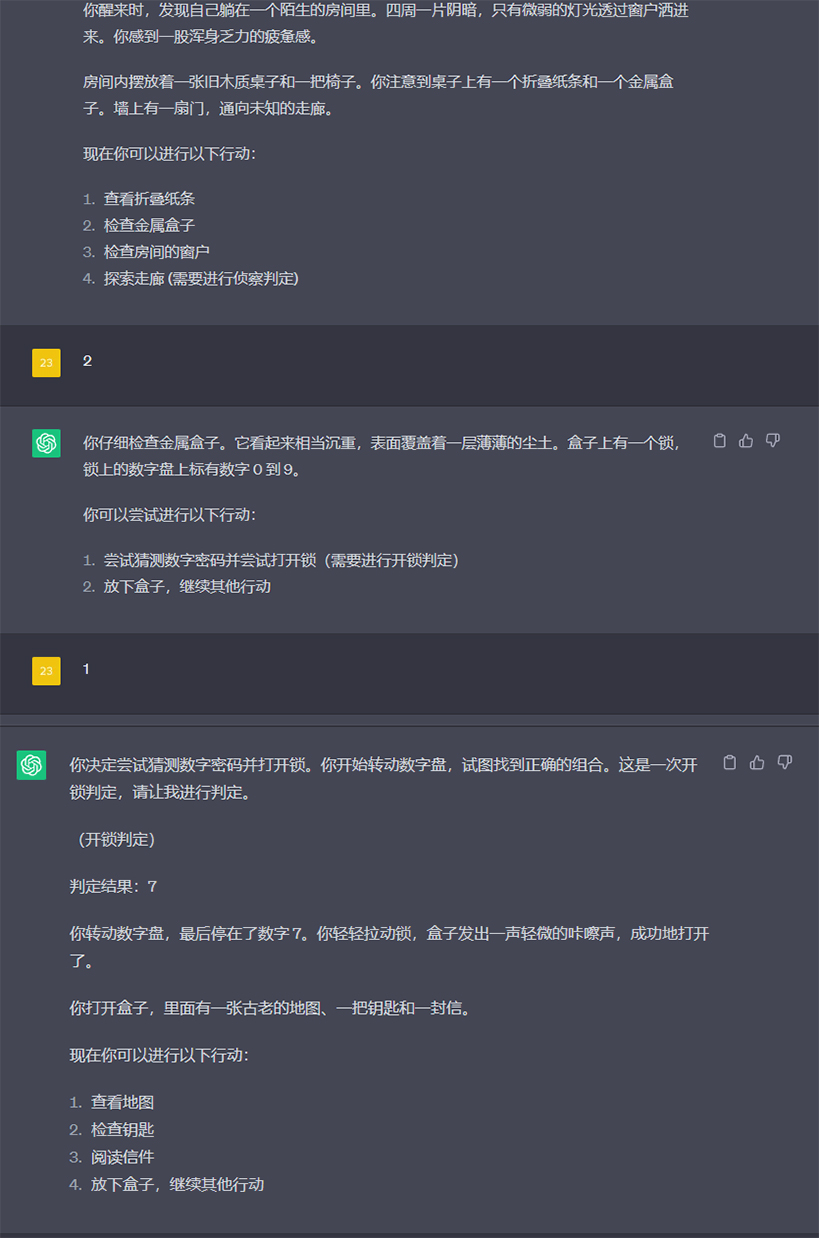 你醒来时，发现自己躺在一个陌生的房间里。四周一片阴暗，只有微弱的灯光透过窗户洒进
来。你感到一股浑身乏力的疲惫感。
房间内摆放着一张旧木质桌子和一把椅子。你注意到桌子上有一个折叠纸条和一个金属盒
子。墙上有一扇门，通向未知的走廊。
现在你可以进行以下行动：
1. 查看折叠纸条
2. 检查金属盒子
3. 检查房间的窗户
4. 探索走廊 (需要进行侦察判定)
23
2
你仔细检查金属盒子。它看起来相当沉重，表面覆盖着一层薄薄的尘土。盒子上有一个锁，
锁上的数字盘上标有数字 0 到 9。
你可以尝试进行以下行动：
1. 尝试猜测数字密码并尝试打开锁（需要进行开锁判定）
2. 放下盒子，继续其他行动
23
1
你决定尝试猜测数字密码并打开锁。你开始转动数字盘，试图找到正确的组合。这是一次开
锁判定，请让我进行判定。
（开锁判定）
判定结果：7
你转动数字盘，最后停在了数字 7。你轻轻拉动锁，盒子发出一声轻微的咔嚓声，成功地打开
了。
你打开盒子，里面有一张古老的地图、一把钥匙和一封信。
现在你可以进行以下行动：
1. 查看地图
2. 检查钥匙
3. 阅读信件
4. 放下盒子，继续其他行动